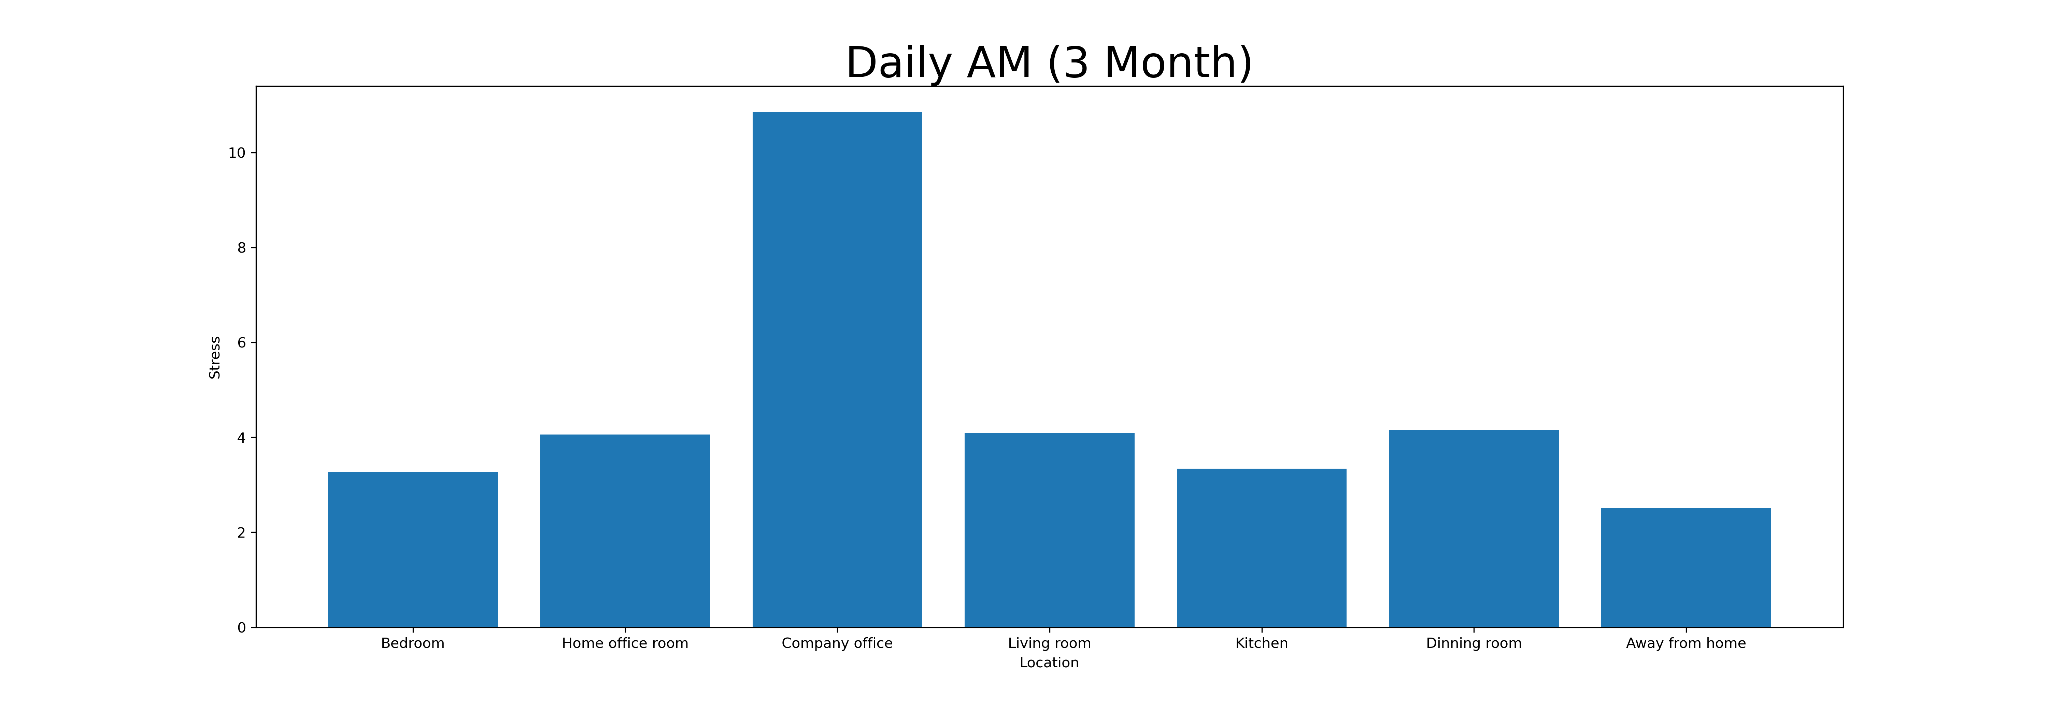 Daily AM (3 Month)
10
8
6
4
2
0
Stress
Bedroom Home office room Company office Living room Kitchen Dinning room Away from home
Location